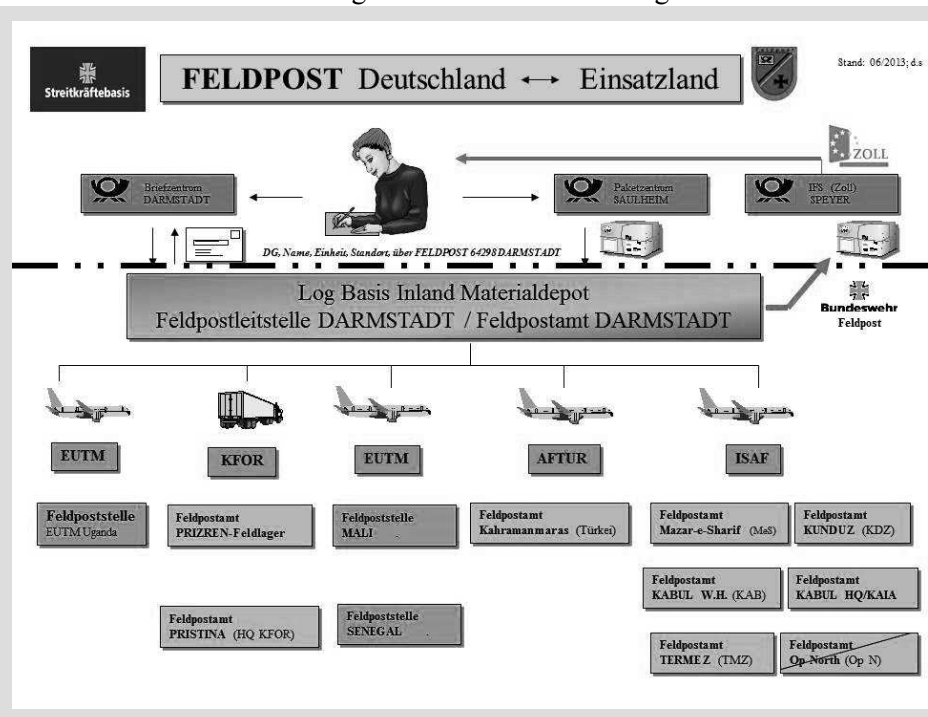 Streitkräftebasis
FELDPOST Deutschland ↔ Einsatzland
Stand: 06/2013; d.s
ZOLL
Briefzentrum
DARMSTADT
Paketzentrum
SAULHEIM
IFS (Zoll)
SPEYER
DG, Name, Einheit, Standort, über FELDPOST 64298 DARMSTADT
Log Basis Inland Materialdepot
Feldpostleitstelle DARMSTADT / Feldpostamt DARMSTADT
Bundeswehr
Feldpost
EUTM
KFOR
EUTM
AFTUR
ISAF
Feldpoststelle
EUTM Uganda
Feldpostamt
PRIZREN-Feldlager
Feldpoststelle
MALI
Feldpostamt
Kahramanmaras (Türkei)
Feldpostamt
Mazar-e-Sharif (MeS)
Feldpostamt
KUNDUZ (KDZ)
Feldpostamt
KABUL W.H. (KAB)
Feldpostamt
KABUL HQ/KAIA
Feldpostamt
PRISTINA (HQ KFOR)
Feldpoststelle
SENEGAL
Feldpostamt
TERMEZ (TMZ)
Feldpostamt
Op North (Op N)